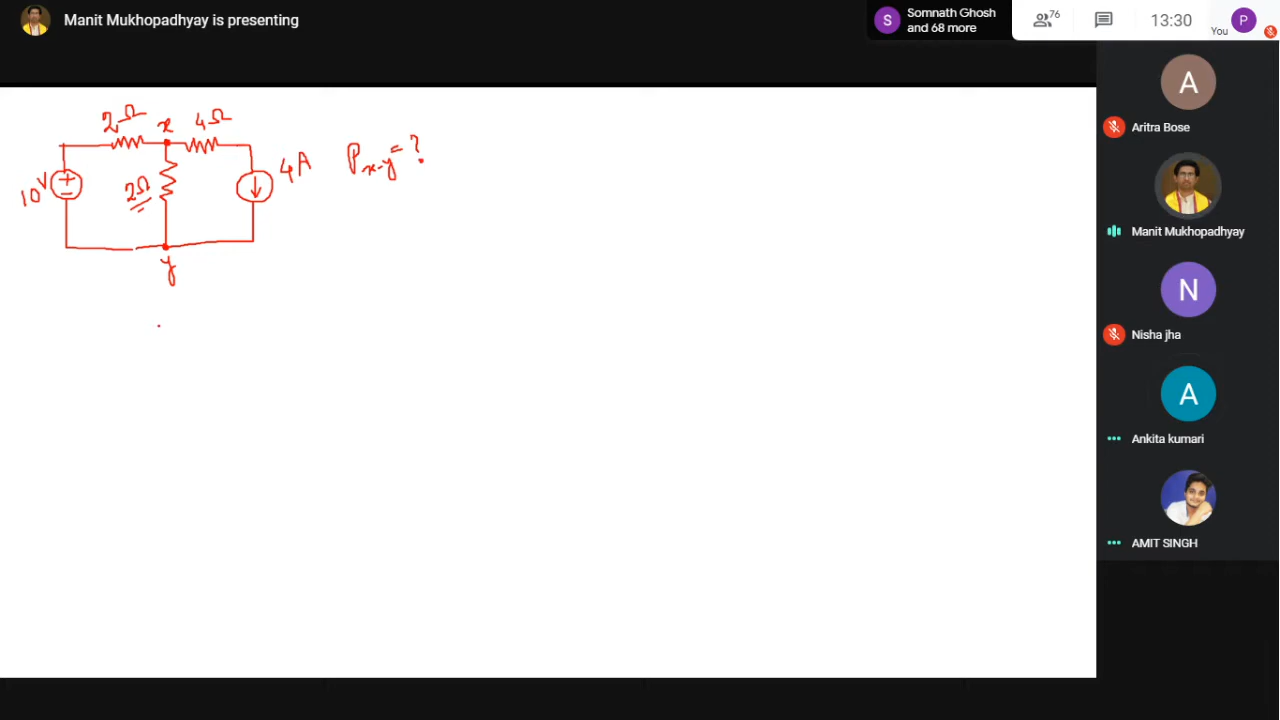 Manit Mukhopadhyay is presenting
S
Somnath Ghosh
and 68 more
76
13:30
You
P
2Ω
x
4Ω
10V
+
−
2Ω
4A
P x-y = ?
y
A
Aritra Bose
Manit Mukhopadhyay
N
Nisha jha
A
Ankita kumari
AMIT SINGH